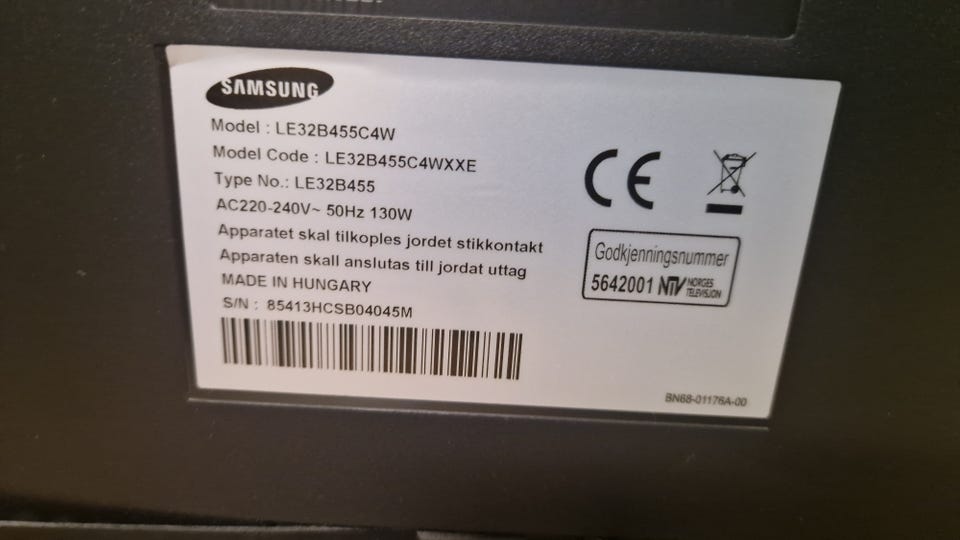 SAMSUNG
Model : LE32B455C4W
Model Code : LE32B455C4WXXE
Type No.: LE32B455
AC220-240V~ 50Hz 130W
Apparatet skal tilkoples jordet stikkontakt
Apparaten skall anslutas till jordat uttag
MADE IN HUNGARY
S/N : 85413HCSB04045M
CE
Godkjenningsnummer
5642001 NTV NORGES
TELEVISJON
BN68-01176A-00